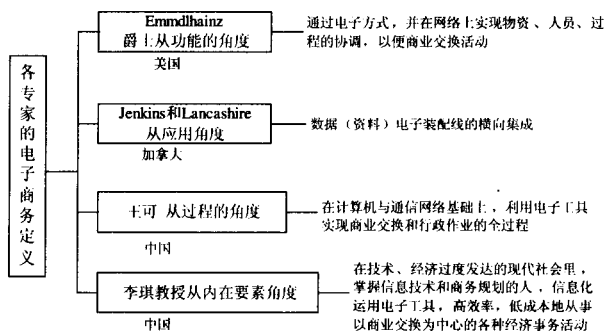 各专家的电子商务定义
Emmdlhainz
爵士从功能的角度
美国
通过电子方式，并在网络上实现物资、人员、过
程的协调，以便商业交换活动
Jenkins和Lancashire
从应用角度
加拿大
数据（资料）电子装配线的横向集成
王可 从过程的角度
中国
在计算机与通信网络基础上，利用电子工具
实现商业交换和行政作业的全过程
李琪教授从内在要素角度
中国
在技术、经济过度发达的现代社会里，
掌握信息技术和商务规划的人，信息化
运用电子工具，高效率，低成本地从事
以商业交换为中心的各种经济事务活动